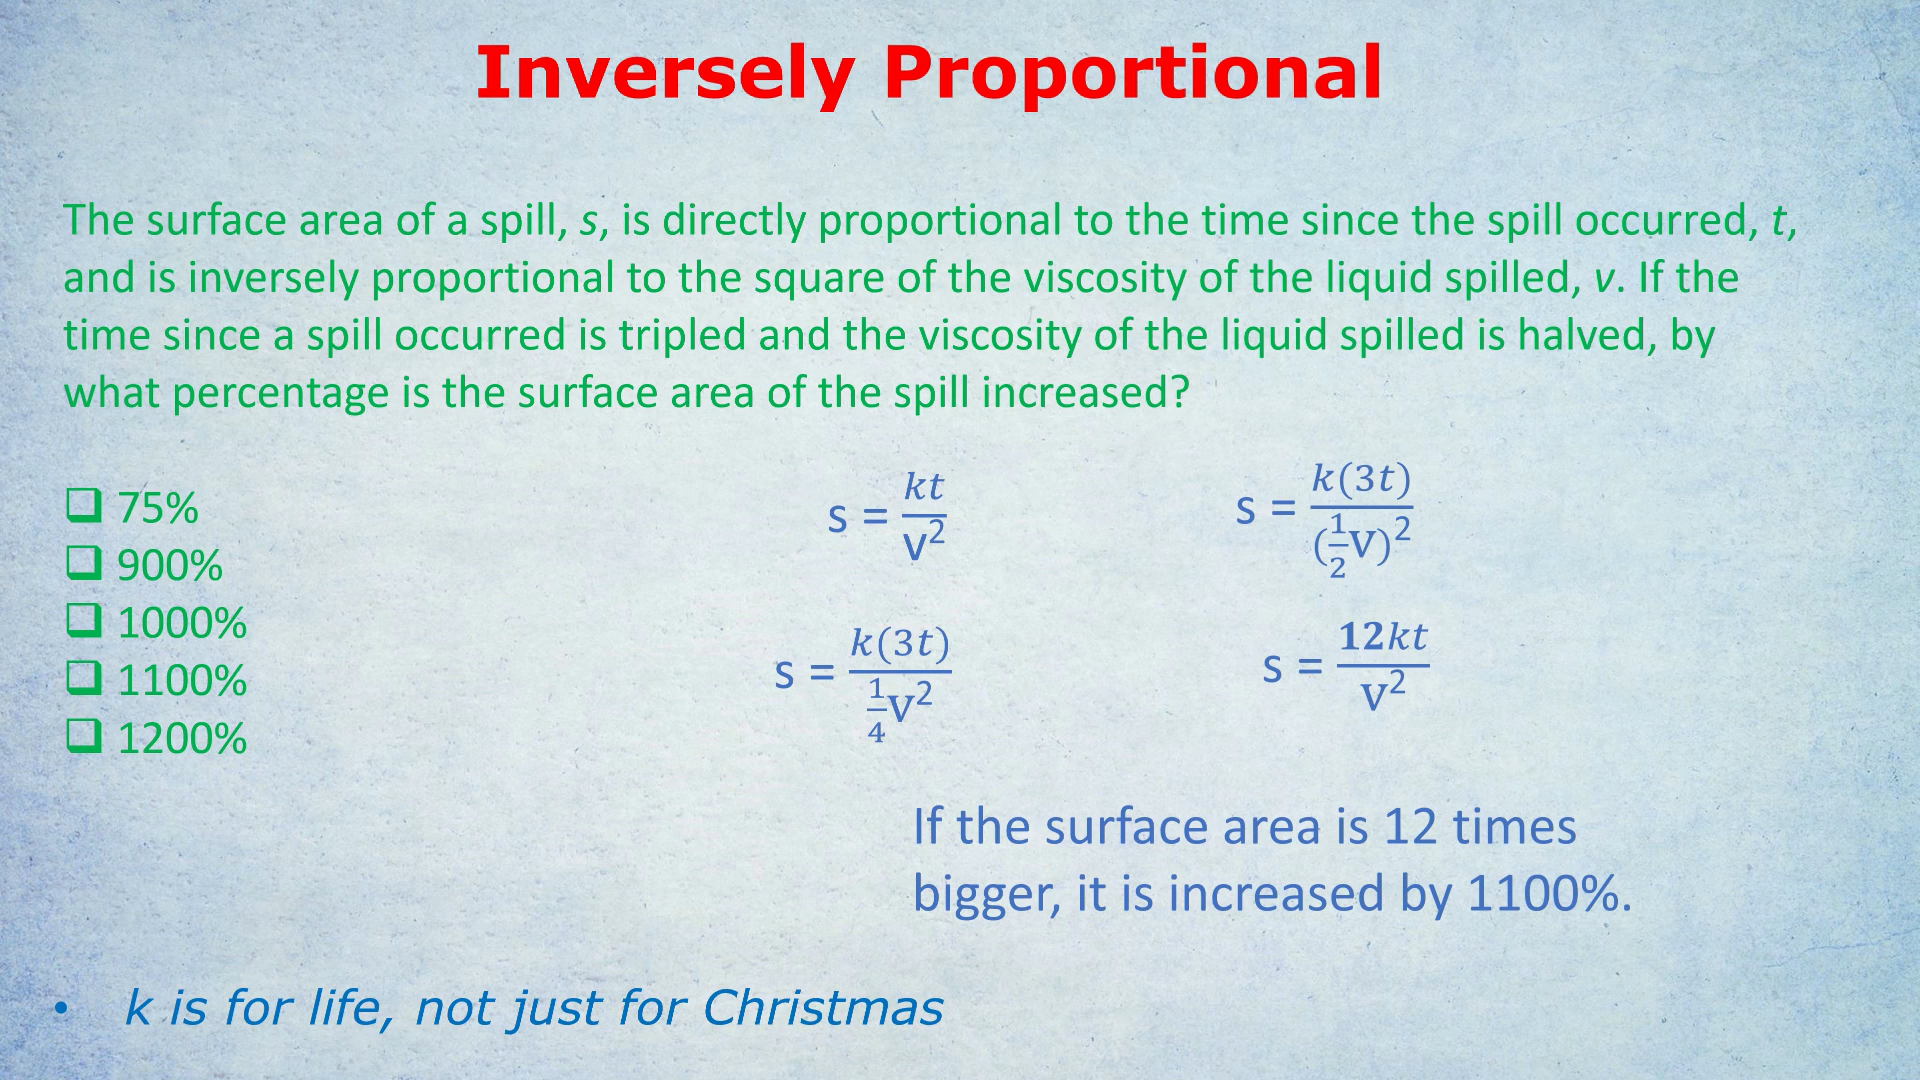 Inversely Proportional
The surface area of a spill, s, is directly proportional to the time since the spill occurred, t,
and is inversely proportional to the square of the viscosity of the liquid spilled, v. If the
time since a spill occurred is tripled and the viscosity of the liquid spilled is halved, by
what percentage is the surface area of the spill increased?
❑ 75%
❑ 900%
❑ 1000%
❑ 1100%
❑ 1200%
s = kt/v²
s = k(3t)/(½v)²
s = k(3t)/¼v²
s = 12kt/v²
If the surface area is 12 times
bigger, it is increased by 1100%.
• k is for life, not just for Christmas